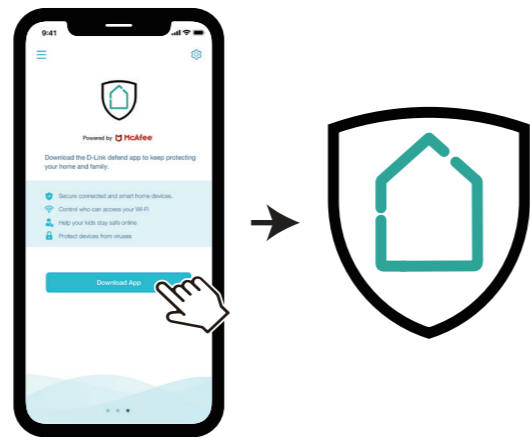 9:41
Powered by McAfee
Download the D-Link defend app to keep protecting
your home and family.
Secure connected and smart home devices.
Control who can access your Wi-Fi
Help your kids stay safe online
Protect devices from viruses
Download App